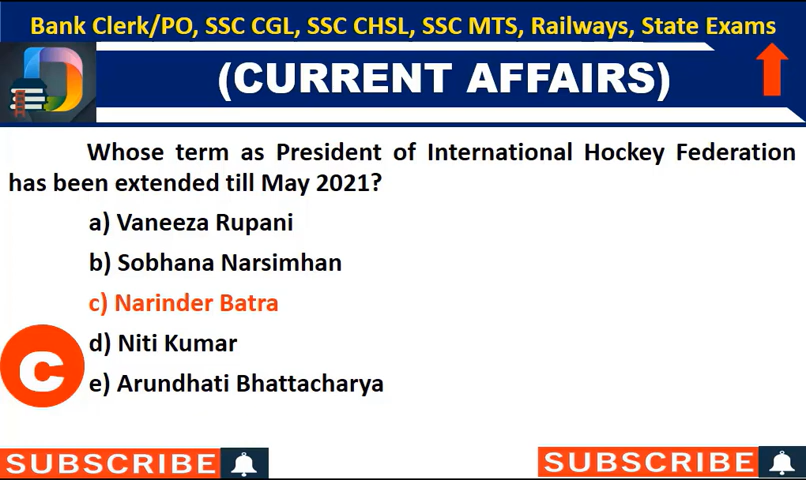 Bank Clerk/PO, SSC CGL, SSC CHSL, SSC MTS, Railways, State Exams
(CURRENT AFFAIRS)
Whose term as President of International Hockey Federation
has been extended till May 2021?
a) Vaneeza Rupani
b) Sobhana Narsimhan
c) Narinder Batra
d) Niti Kumar
C
e) Arundhati Bhattacharya
SUBSCRIBE
SUBSCRIBE